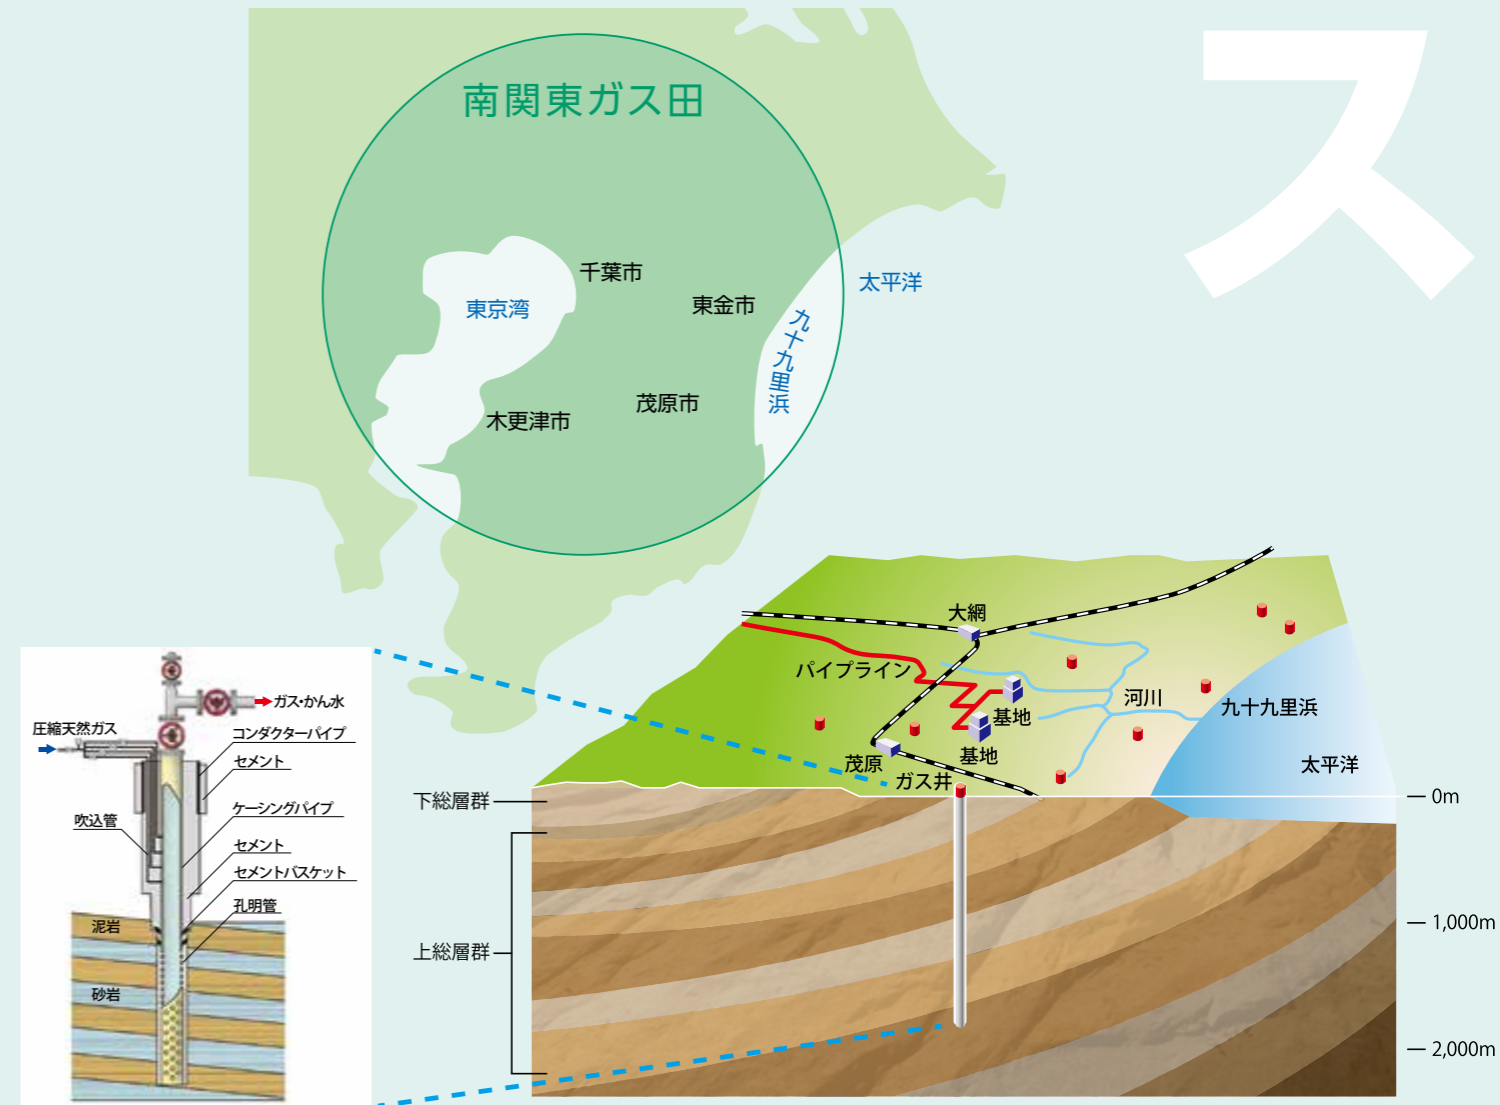 ス
南関東ガス田
千葉市
東京湾
東金市
太平洋
九十九里浜
茂原市
木更津市
大網
パイプライン
基地
河川
九十九里浜
基地
茂原
太平洋
ガス井
下総層群
上総層群
0m
1,000m
2,000m
ガス・かん水
圧縮天然ガス
コンダクターパイプ
セメント
ケーシングパイプ
吹込管
セメント
セメントバスケット
孔明管
泥岩
砂岩